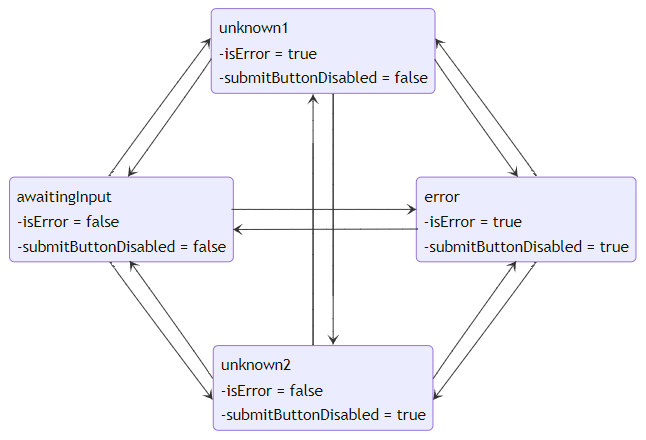 unknown1
-isError = true
-submitButtonDisabled = false
awaitingInput
-isError = false
-submitButtonDisabled = false
error
-isError = true
-submitButtonDisabled = true
unknown2
-isError = false
-submitButtonDisabled = true